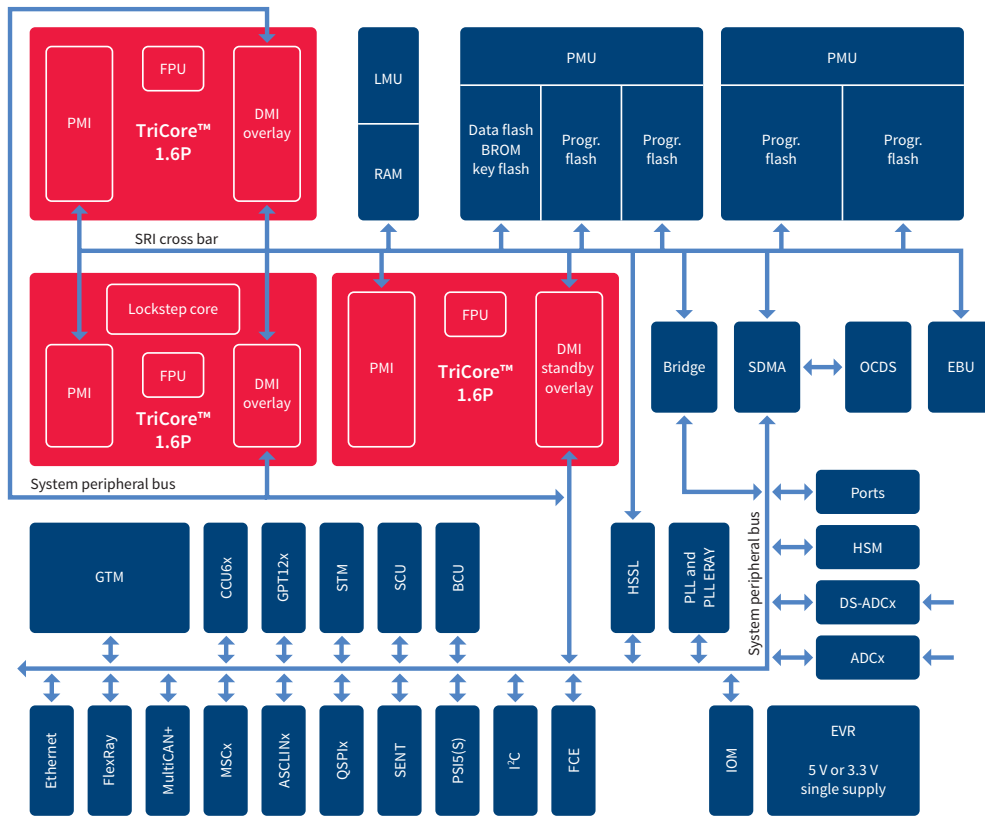 PMI
FPU
TriCore™
1.6P
DMI
overlay
LMU
RAM
PMU
Data flash
BROM
key flash
Progr.
flash
Progr.
flash
PMU
Progr.
flash
Progr.
flash
SRI cross bar
Lockstep core
PMI
FPU
TriCore™
1.6P
DMI
overlay
PMI
FPU
TriCore™
1.6P
DMI
standby
overlay
Bridge
SDMA
OCDS
EBU
System peripheral bus
System peripheral bus
Ports
HSM
DS-ADCx
ADCx
GTM
CCU6x
GPT12x
STM
SCU
BCU
HSSL
PLL and
PLL ERAY
Ethernet
FlexRay
MultiCAN+
MSCx
ASCLINx
QSPIx
SENT
PSI5(S)
I²C
FCE
IOM
EVR
5 V or 3.3 V
single supply